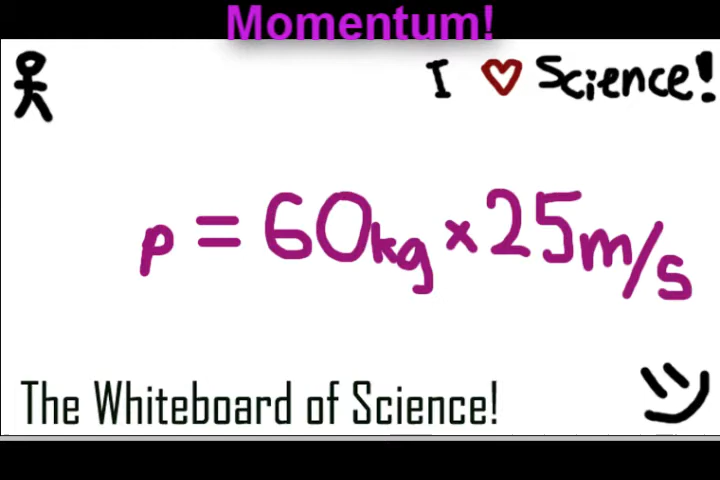 Momentum!
I ❤ Science!
p = 60kg × 25m/s
The Whiteboard of Science!